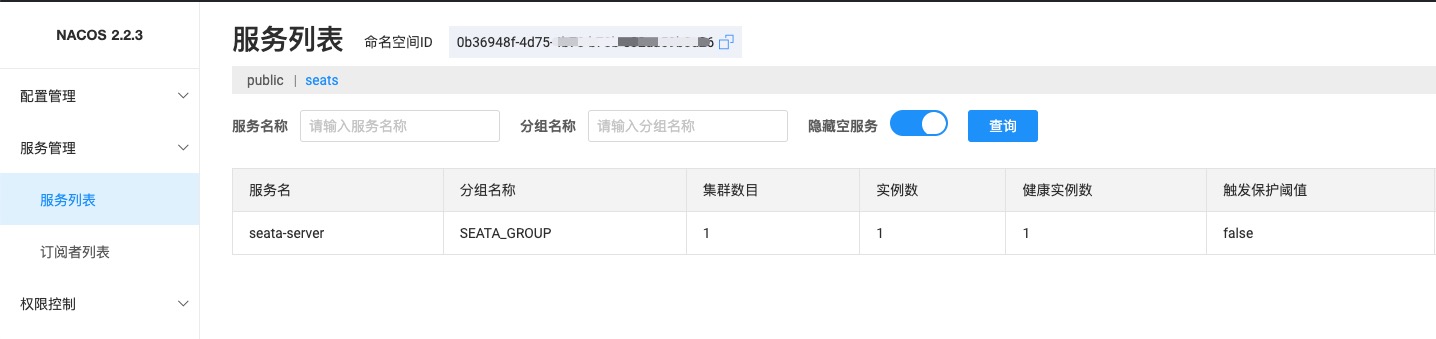 NACOS 2.2.3
配置管理
服务管理
服务列表
订阅者列表
权限控制
服务列表 命名空间ID 0b36948f-4d75-
public | seats
服务名称 请输入服务名称 分组名称 请输入分组名称 隐藏空服务 查询
服务名 分组名称 集群数目 实例数 健康实例数 触发保护阈值
seata-server SEATA_GROUP 1 1 1 false